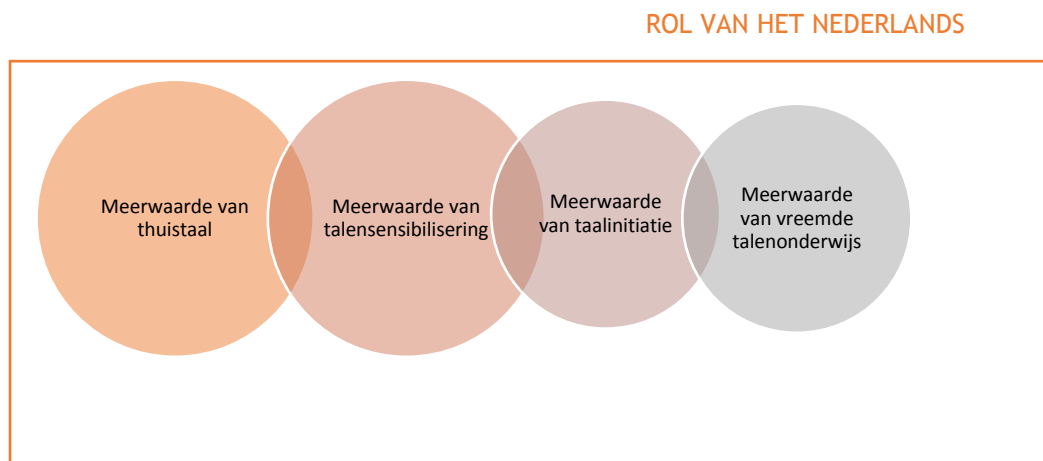 ROL VAN HET NEDERLANDS
Meerwaarde van
thuistaal
Meerwaarde van
talensensibilisering
Meerwaarde
van taalinitiatie
Meerwaarde
van vreemde
talenonderwijs